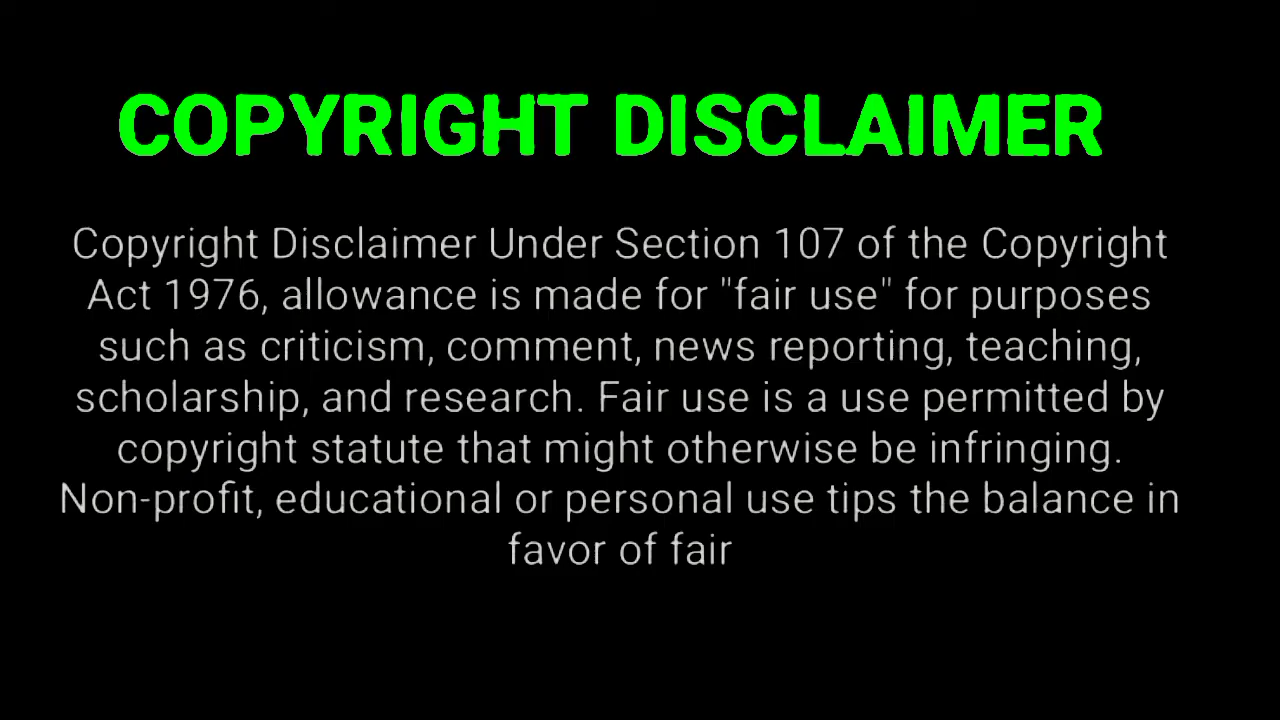 COPYRIGHT DISCLAIMER
Copyright Disclaimer Under Section 107 of the Copyright
Act 1976, allowance is made for "fair use" for purposes
such as criticism, comment, news reporting, teaching,
scholarship, and research. Fair use is a use permitted by
copyright statute that might otherwise be infringing.
Non-profit, educational or personal use tips the balance in
favor of fair